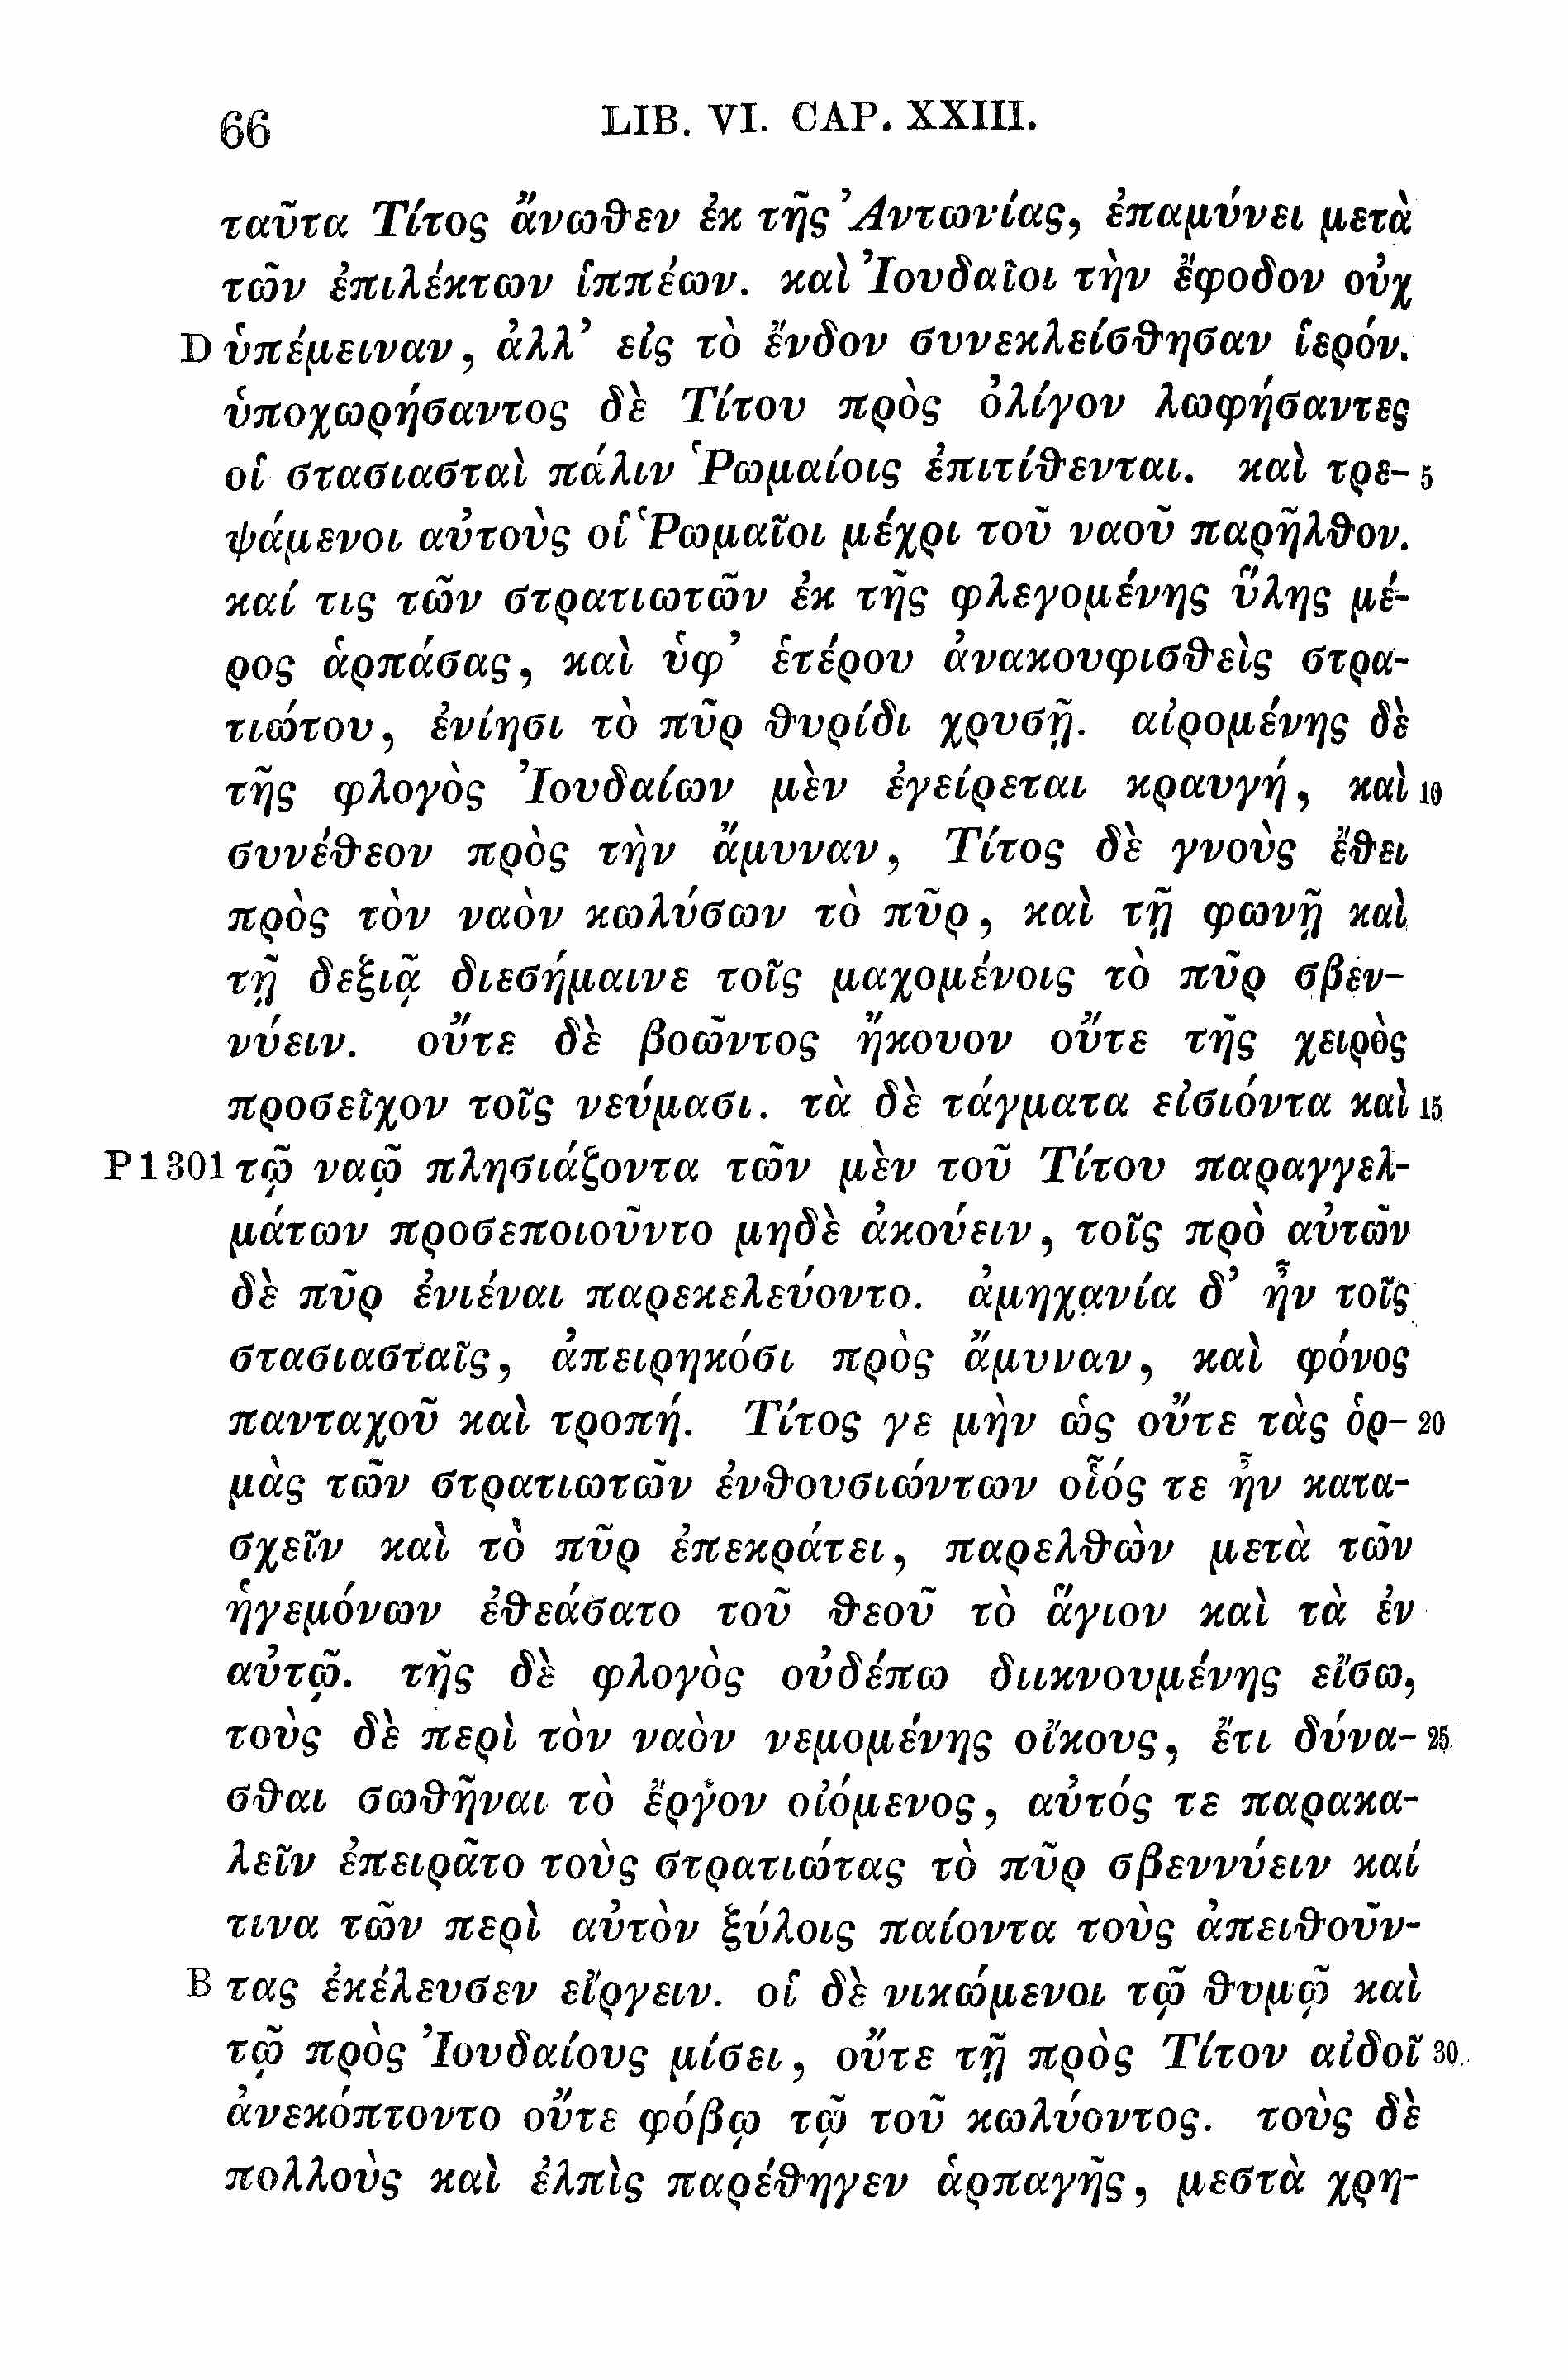 66 LIB. VI. CAP. XXIII.
ταῦτα Τίτος ἄνωθεν ἐκ τῆς Ἀντωνίας, ἐπαμύνει μετὰ
τῶν ἐπιλέκτων ἱππέων. καὶ Ἰουδαῖοι τὴν ἔφοδον οὐχ
D ὑπέμειναν, ἀλλ' εἰς τὸ ἔνδον συνεκλείσθησαν ἱερόν.
ὑποχωρήσαντος δὲ Τίτου πρὸς ὀλίγον λωφήσαντες
οἱ στασιασταὶ πάλιν Ῥωμαίοις ἐπιτίθενται. καὶ τρε- 5
ψάμενοι αὐτοὺς οἱ Ῥωμαῖοι μέχρι τοῦ ναοῦ παρῆλθον.
καί τις τῶν στρατιωτῶν ἐκ τῆς φλεγομένης ὕλης μέ-
ρος ἁρπάσας, καὶ ὑφ' ἑτέρου ἀνακουφισθεὶς στρα-
τιώτου, ἐνίησι τὸ πῦρ θυρίδι χρυσῇ. αἰρομένης δὲ
τῆς φλογὸς Ἰουδαίων μὲν ἐγείρεται κραυγή, καὶ 10
συνέθεον πρὸς τὴν ἄμυναν, Τίτος δὲ γνοὺς ἔθει
πρὸς τὸν ναὸν κωλύσων τὸ πῦρ, καὶ τῇ φωνῇ καὶ
τῇ δεξιᾷ διεσήμαινε τοῖς μαχομένοις τὸ πῦρ σβεν-
νύειν. οὔτε δὲ βοῶντος ἤκουον οὔτε τῆς χειρὸς
προσεῖχον τοῖς νεύμασι. τὰ δὲ τάγματα εἰσιόντα καὶ 15
P 1301 τῷ ναῷ πλησιάζοντα τῶν μὲν τοῦ Τίτου παραγγελ-
μάτων προσεποιοῦντο μηδὲ ἀκούειν, τοῖς πρὸ αὐτῶν
δὲ πῦρ ἐνιέναι παρεκελεύοντο. ἀμηχανία δ' ἦν τοῖς
στασιασταῖς, ἀπειρηκόσι πρὸς ἄμυναν, καὶ φόνος
πανταχοῦ καὶ τροπή. Τίτος γε μὴν ὡς οὔτε τὰς ὁρ- 20
μὰς τῶν στρατιωτῶν ἐνθουσιώντων οἷός τε ἦν κατα-
σχεῖν καὶ τὸ πῦρ ἐπεκράτει, παρελθὼν μετὰ τῶν
ἡγεμόνων ἐθεάσατο τοῦ θεοῦ τὸ ἅγιον καὶ τὰ ἐν
αὐτῷ. τῆς δὲ φλογὸς οὐδέπω διικνουμένης εἴσω,
τοὺς δὲ περὶ τὸν ναὸν νεμομένης οἴκους, ἔτι δύνα- 25
σθαι σωθῆναι τὸ ἔργον οἰόμενος, αὐτός τε παρακα-
λεῖν ἐπειρᾶτο τοὺς στρατιώτας τὸ πῦρ σβεννύειν καί
τινα τῶν περὶ αὐτὸν ξύλοις παίοντα τοὺς ἀπειθοῦν-
B τας ἐκέλευσεν εἴργειν. οἱ δὲ νικώμενοι τῷ θυμῷ καὶ
τῷ πρὸς Ἰουδαίους μίσει, οὔτε τῇ πρὸς Τίτον αἰδοῖ 30
ἀνεκόπτοντο οὔτε φόβῳ τῷ τοῦ κωλύοντος. τοὺς δὲ
πολλοὺς καὶ ἐλπὶς παρέθηγεν ἁρπαγῆς, μεστὰ χρη-